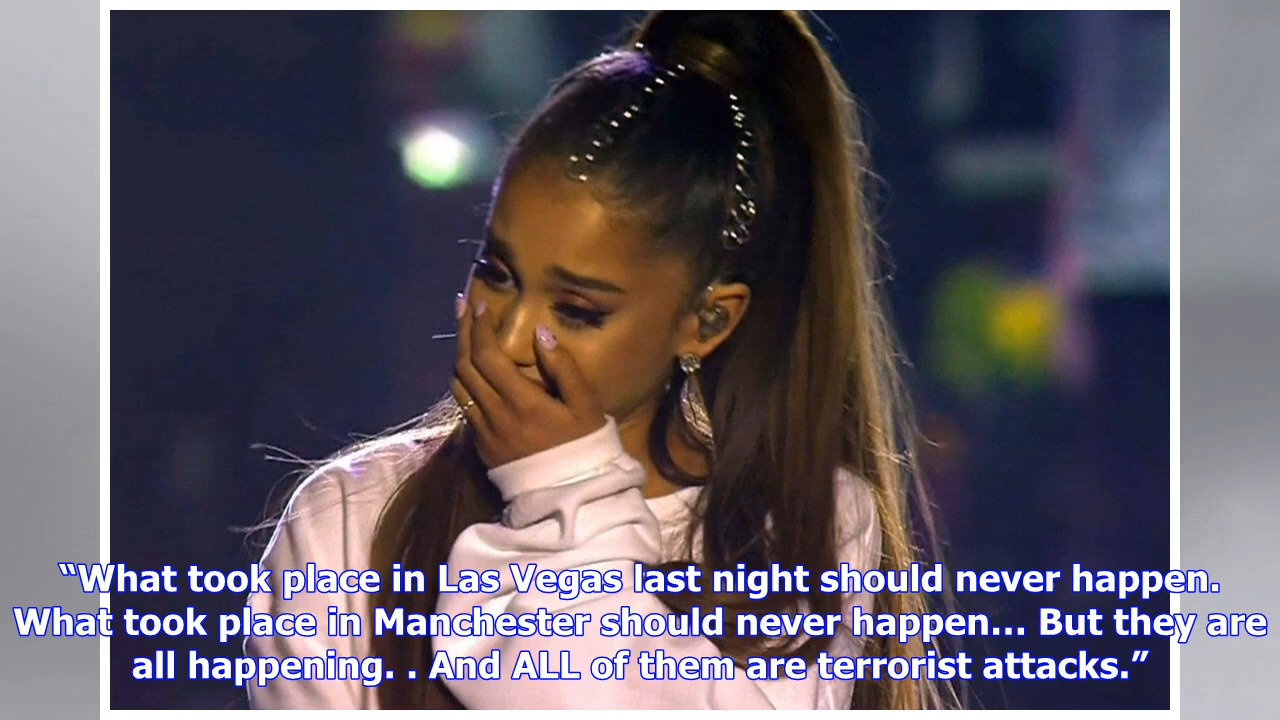 “What took place in Las Vegas last night should never happen.
What took place in Manchester should never happen... But they are
all happening. . And ALL of them are terrorist attacks.”